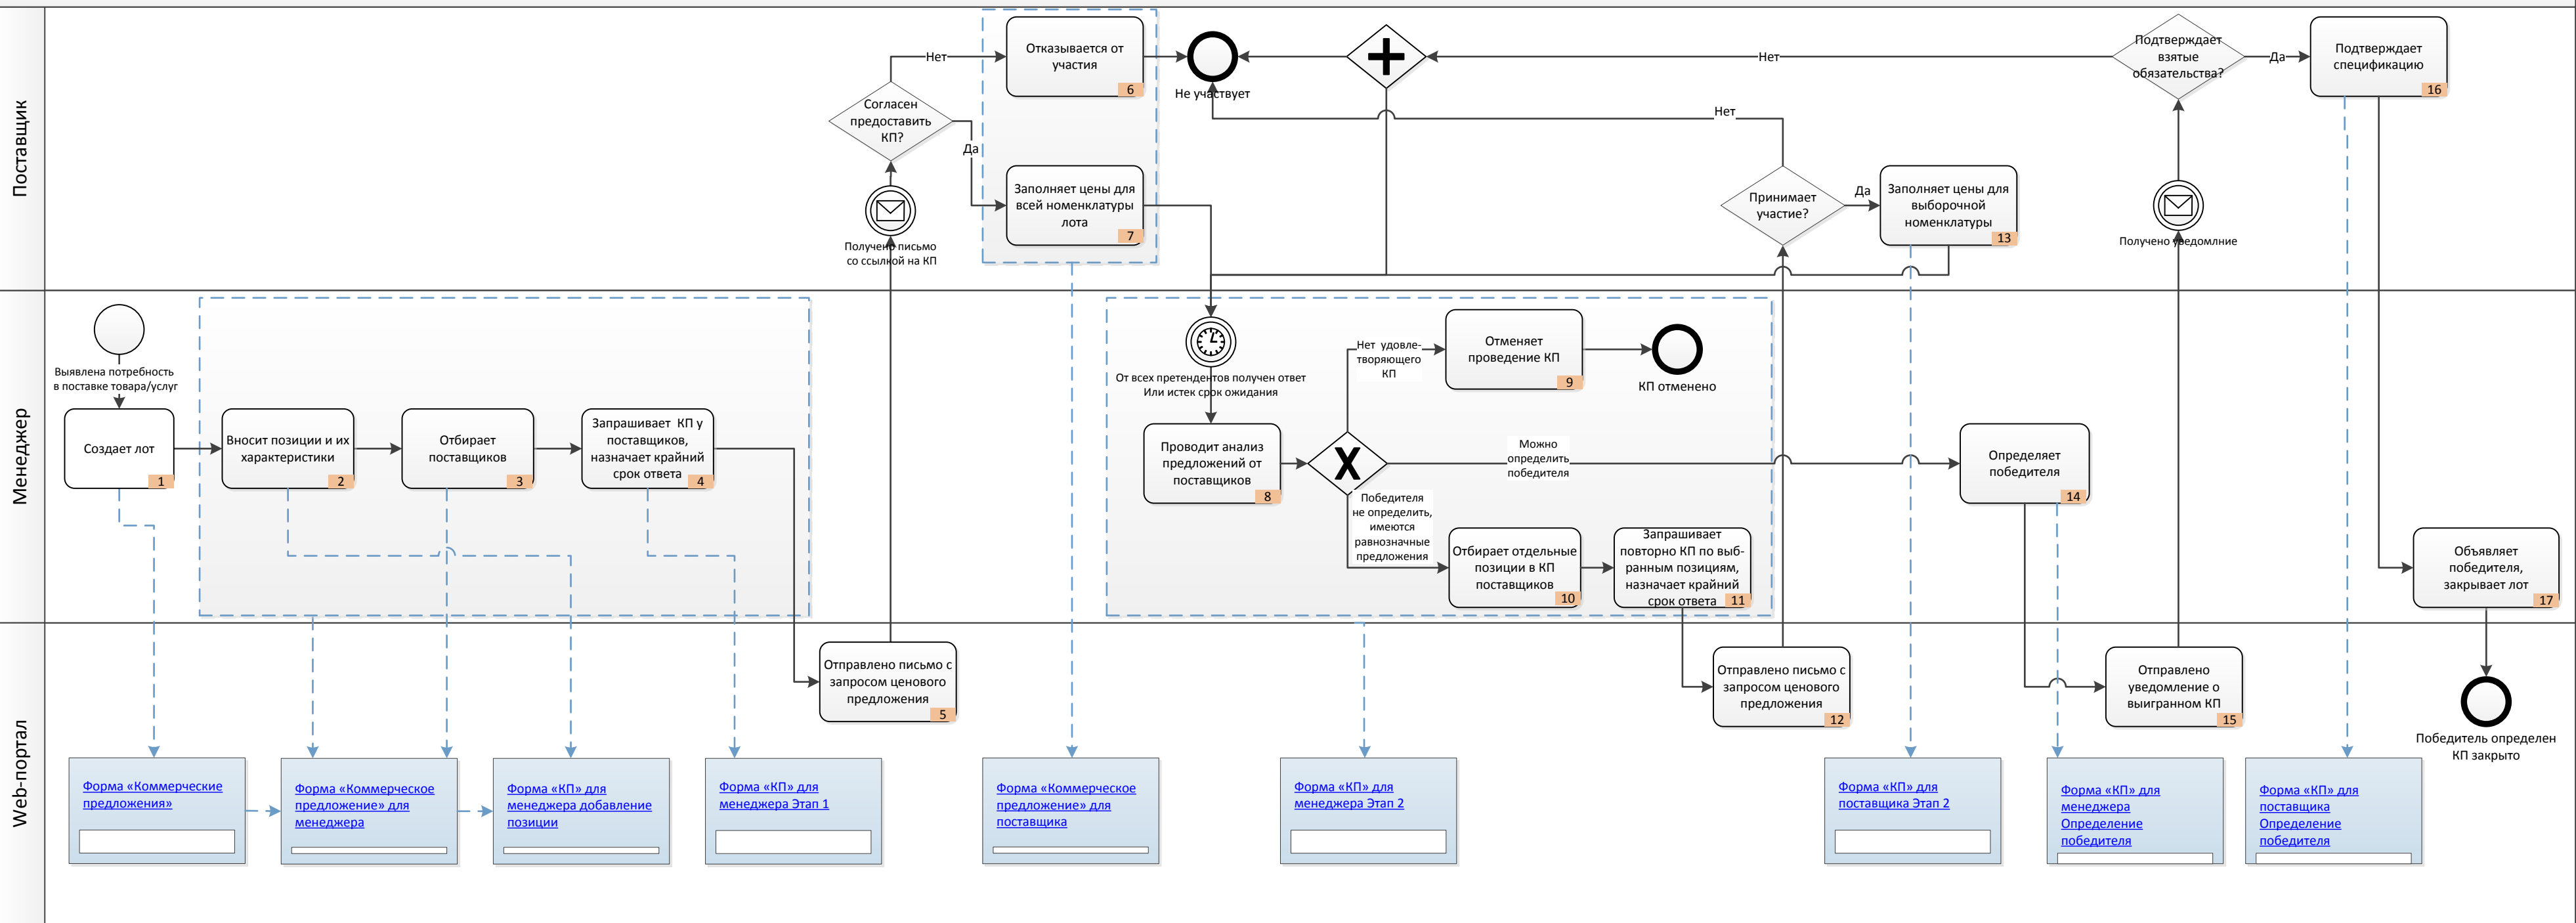 Поставщик
Согласен
предоставить
КП?
Нет
Да
Получено письмо
со ссылкой на КП
Отказывается от
участия
6
Заполняет цены для
всей номенклатуры
лота
7
Не участвует
Нет
Нет
Принимает
участие?
Да
Заполняет цены для
выборочной
номенклатуры
13
Подтверждает
взятые
обязательства?
Да
Получено уведомлние
Подтверждает
спецификацию
16
Менеджер
Выявлена потребность
в поставке товара/услуг
Создает лот
1
Вносит позиции и их
характеристики
2
Отбирает
поставщиков
3
Запрашивает КП у
поставщиков,
назначает крайний
срок ответа
4
От всех претендентов получен ответ
Или истек срок ожидания
Проводит анализ
предложений от
поставщиков
8
Нет удовле-
творяющего
КП
Отменяет
проведение КП
9
КП отменено
Можно
определить
победителя
Победителя
не определить,
имеются
равнозначные
предложения
Отбирает отдельные
позиции в КП
поставщиков
10
Запрашивает
повторно КП по выб-
ранным позициям,
назначает крайний
срок ответа
11
Определяет
победителя
14
Объявляет
победителя,
закрывает лот
17
Web-портал
Отправлено письмо с
запросом ценового
предложения
5
Отправлено письмо с
запросом ценового
предложения
12
Отправлено
уведомление о
выигранном КП
15
Победитель определен
КП закрыто
Форма «Коммерческие
предложения»
Форма «Коммерческое
предложение» для
менеджера
Форма «КП» для
менеджера добавление
позиции
Форма «КП» для
менеджера Этап 1
Форма «Коммерческое
предложение» для
поставщика
Форма «КП» для
менеджера Этап 2
Форма «КП» для
поставщика Этап 2
Форма «КП» для
менеджера
Определение
победителя
Форма «КП» для
поставщика
Определение
победителя